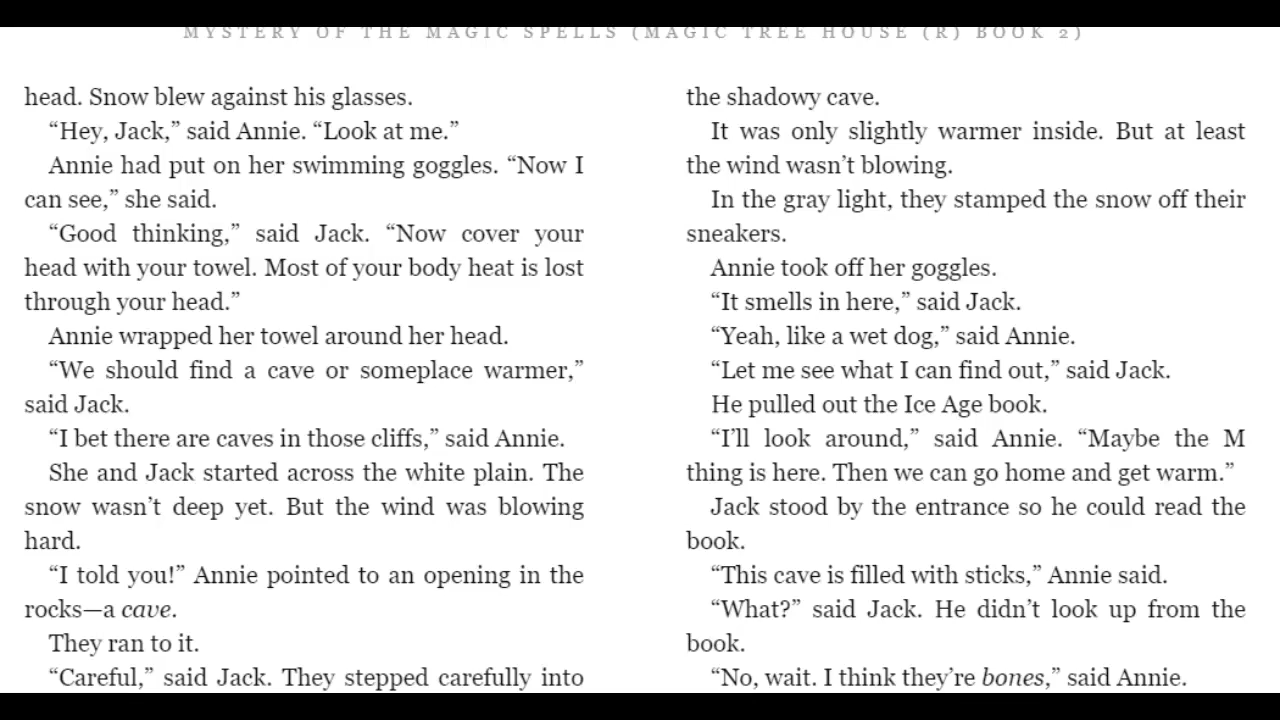 MYSTERY OF THE MAGIC SPELLS (MAGIC TREE HOUSE (R) BOOK 2)
head. Snow blew against his glasses.
“Hey, Jack,” said Annie. “Look at me.”
Annie had put on her swimming goggles. “Now I
can see,” she said.
“Good thinking,” said Jack. “Now cover your
head with your towel. Most of your body heat is lost
through your head.”
Annie wrapped her towel around her head.
“We should find a cave or someplace warmer,”
said Jack.
“I bet there are caves in those cliffs,” said Annie.
She and Jack started across the white plain. The
snow wasn’t deep yet. But the wind was blowing
hard.
“I told you!” Annie pointed to an opening in the
rocks—a cave.
They ran to it.
“Careful,” said Jack. They stepped carefully into
the shadowy cave.
It was only slightly warmer inside. But at least
the wind wasn’t blowing.
In the gray light, they stamped the snow off their
sneakers.
Annie took off her goggles.
“It smells in here,” said Jack.
“Yeah, like a wet dog,” said Annie.
“Let me see what I can find out,” said Jack.
He pulled out the Ice Age book.
“I’ll look around,” said Annie. “Maybe the M
thing is here. Then we can go home and get warm.”
Jack stood by the entrance so he could read the
book.
“This cave is filled with sticks,” Annie said.
“What?” said Jack. He didn’t look up from the
book.
“No, wait. I think they’re bones,” said Annie.